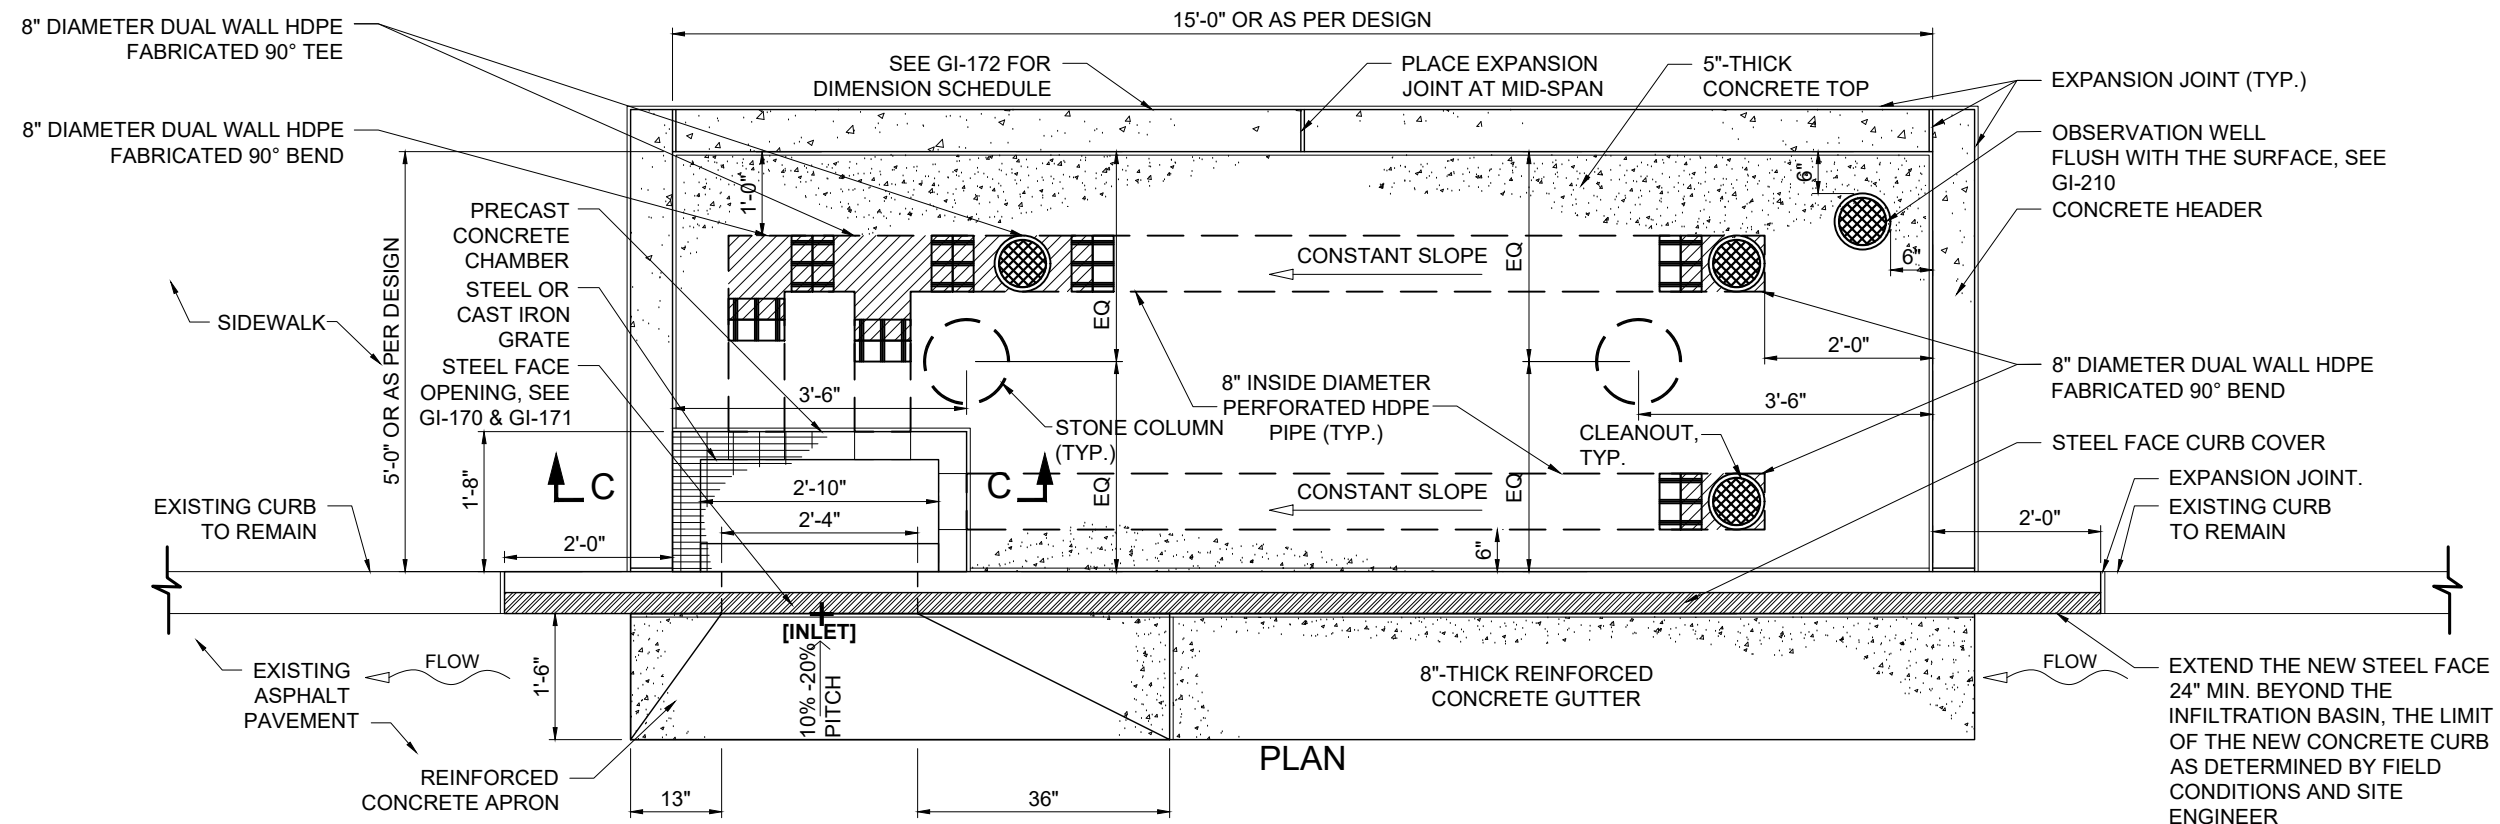 8" DIAMETER DUAL WALL HDPE
FABRICATED 90° TEE
15'-0" OR AS PER DESIGN
SEE GI-172 FOR
DIMENSION SCHEDULE
PLACE EXPANSION
JOINT AT MID-SPAN
5"-THICK
CONCRETE TOP
EXPANSION JOINT (TYP.)
8" DIAMETER DUAL WALL HDPE
FABRICATED 90° BEND
OBSERVATION WELL
FLUSH WITH THE SURFACE, SEE
GI-210
CONCRETE HEADER
1'-0"
6"
6"
PRECAST
CONCRETE
CHAMBER
STEEL OR
CAST IRON
GRATE
STEEL FACE
OPENING, SEE
GI-170 & GI-171
SIDEWALK
5'-0" OR AS PER DESIGN
CONSTANT SLOPE
EQ
EQ
2'-0"
3'-6"
3'-6"
8" INSIDE DIAMETER
PERFORATED HDPE
PIPE (TYP.)
STONE COLUMN
(TYP.)
CLEANOUT,
TYP.
8" DIAMETER DUAL WALL HDPE
FABRICATED 90° BEND
STEEL FACE CURB COVER
1'-8"
C
C
2'-10"
2'-4"
EQ
EQ
CONSTANT SLOPE
6"
EXPANSION JOINT.
EXISTING CURB
TO REMAIN
EXISTING CURB
TO REMAIN
2'-0"
2'-0"
[INLET]
10% -20%
PITCH
1'-6"
EXISTING
ASPHALT
PAVEMENT
FLOW
8"-THICK REINFORCED
CONCRETE GUTTER
FLOW
EXTEND THE NEW STEEL FACE
24" MIN. BEYOND THE
INFILTRATION BASIN, THE LIMIT
OF THE NEW CONCRETE CURB
AS DETERMINED BY FIELD
CONDITIONS AND SITE
ENGINEER
REINFORCED
CONCRETE APRON
13"
36"
PLAN